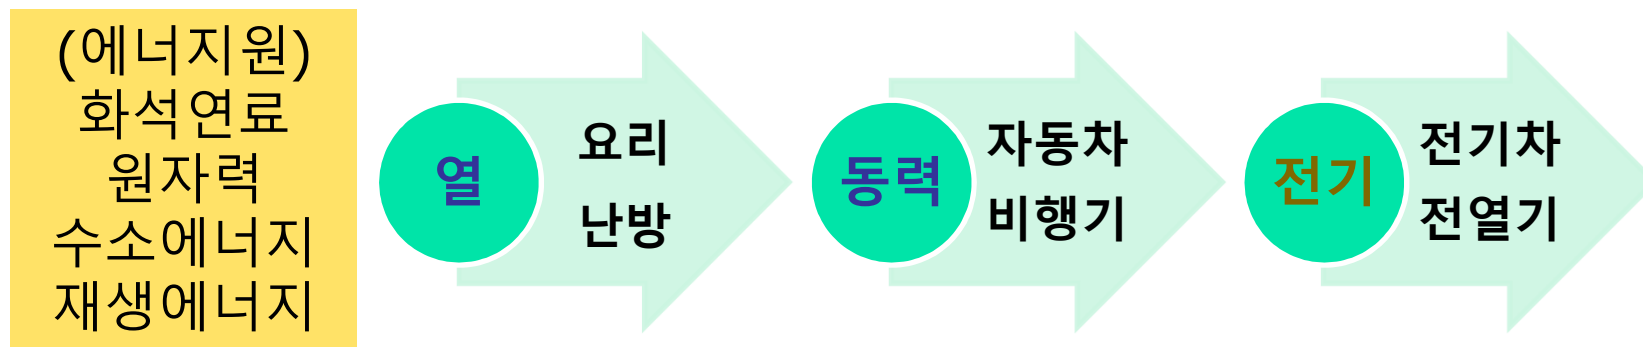 (에너지원)
화석연료
원자력
수소에너지
재생에너지
열
요리
난방
동력
자동차
비행기
전기
전기차
전열기